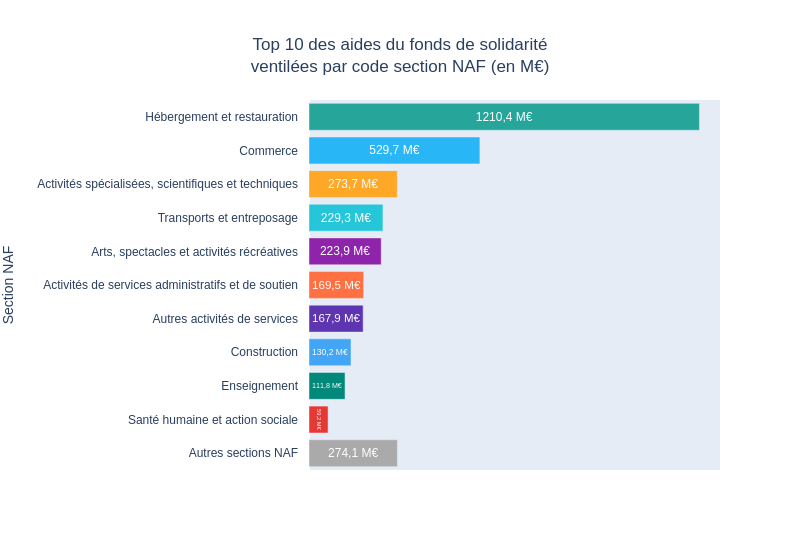 Top 10 des aides du fonds de solidarité
ventilées par code section NAF (en M€)
Section NAF
Hébergement et restauration 1210,4 M€
Commerce 529,7 M€
Activités spécialisées, scientifiques et techniques 273,7 M€
Transports et entreposage 229,3 M€
Arts, spectacles et activités récréatives 223,9 M€
Activités de services administratifs et de soutien 169,5 M€
Autres activités de services 167,9 M€
Construction 130,2 M€
Enseignement 111,8 M€
Santé humaine et action sociale 59,2 M€
Autres sections NAF 274,1 M€